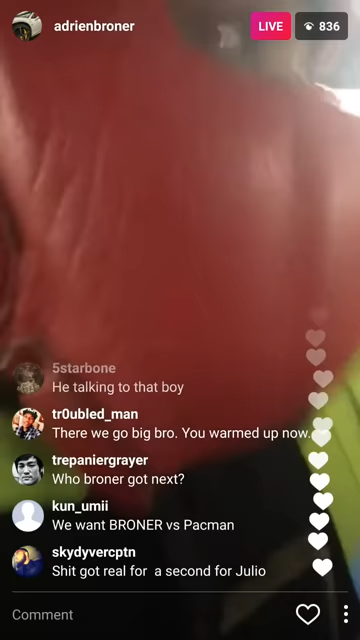 adrienbroner
LIVE
836
5starbone
He talking to that boy
tr0ubled_man
There we go big bro. You warmed up now.
trepaniergrayer
Who broner got next?
kun_umii
We want BRONER vs Pacman
skydyvercptn
Shit got real for a second for Julio
Comment